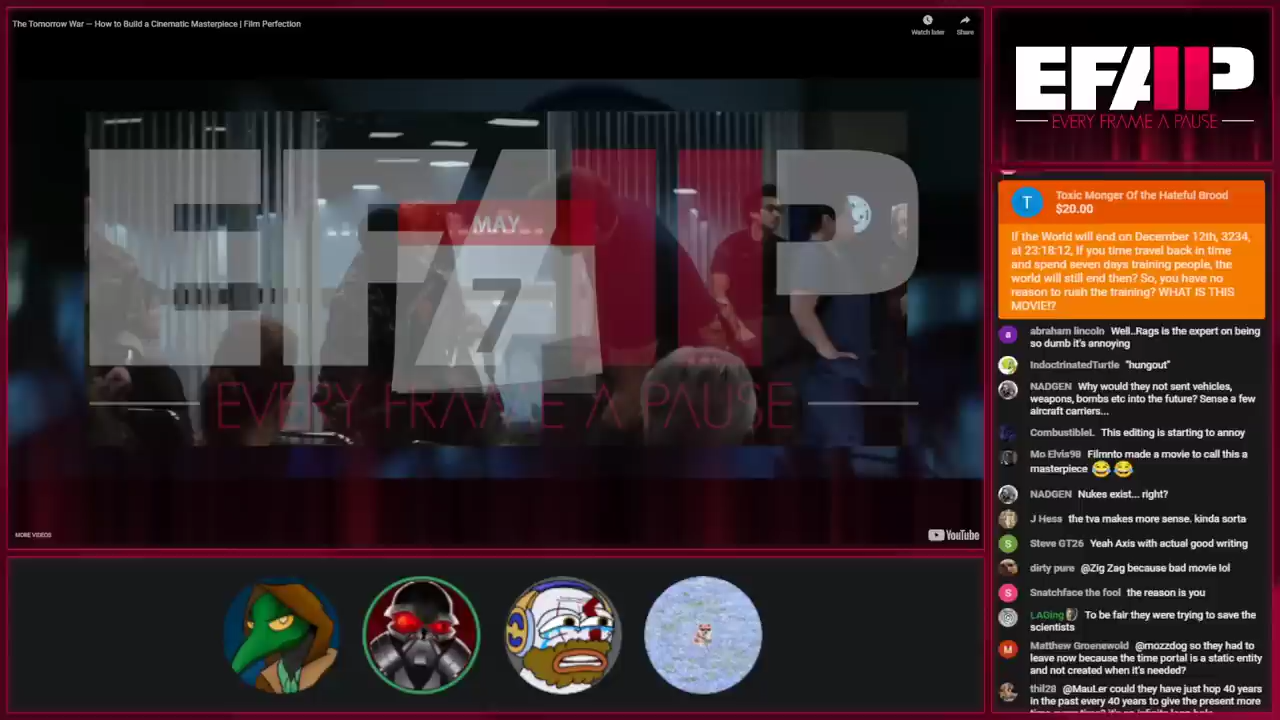 The Tomorrow War – How to Build a Cinematic Masterpiece | Film Perfection
Watch later
Share
EFAP
EVERY FRAME A PAUSE
MAY
7
MORE VIDEOS
YouTube
EFAP
EVERY FRAME A PAUSE
T
Toxic Monger Of the Hateful Brood
$20.00
If the World will end on December 12th, 3234,
at 23:18:12, If you time travel back in time
and spend seven days training people, the
world will still end then? So, you have no
reason to rush the training? WHAT IS THIS
MOVIE!?
a
abraham lincoln Well..Rags is the expert on being
so dumb it's annoying
IndoctrinatedTurtle "hungout"
NADGEN Why would they not sent vehicles,
weapons, bombs etc into the future? Sense a few
aircraft carriers...
CombustibleL This editing is starting to annoy
Mo Elvis90 Filmnto made a movie to call this a
masterpiece 😂 😂
NADGEN Nukes exist... right?
J Hess the tva makes more sense. kinda sorta
S
Steve GT26 Yeah Axis with actual good writing
dirty pure @Zig Zag because bad movie lol
S
Snatchface the fool the reason is you
LAGing To be fair they were trying to save the
scientists
M
Matthew Groenewold @mozzdog so they had to
leave now because the time portal is a static entity
and not created when it's needed?
thil28 @MauLer could they have just hop 40 years
in the past every 40 years to give the present more